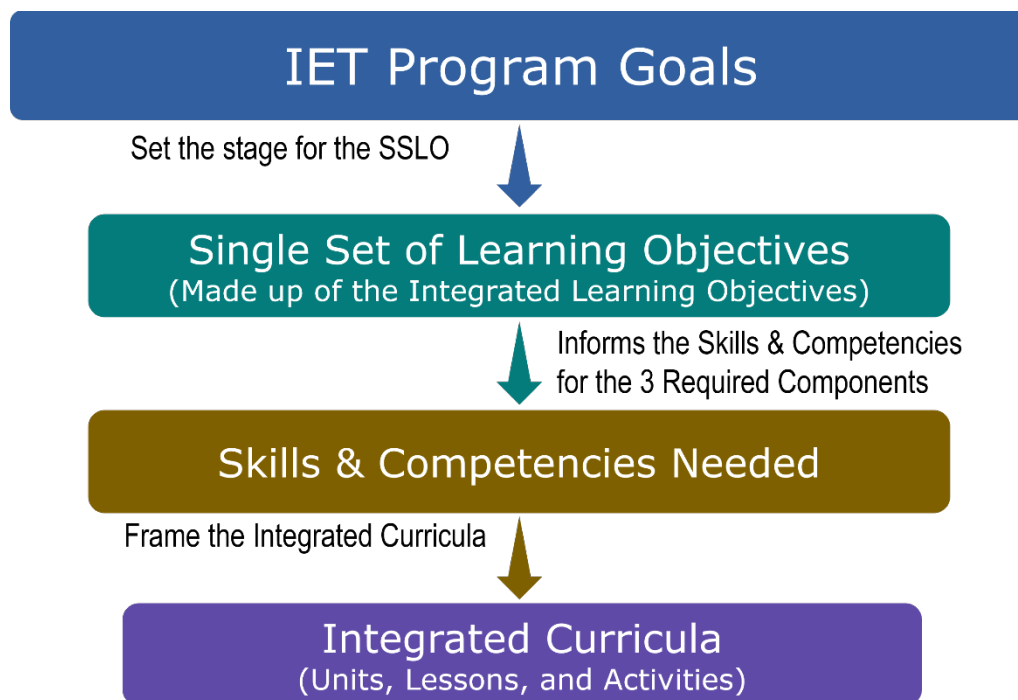 IET Program Goals
Set the stage for the SSLO
Single Set of Learning Objectives
(Made up of the Integrated Learning Objectives)
Informs the Skills & Competencies
for the 3 Required Components
Skills & Competencies Needed
Frame the Integrated Curricula
Integrated Curricula
(Units, Lessons, and Activities)